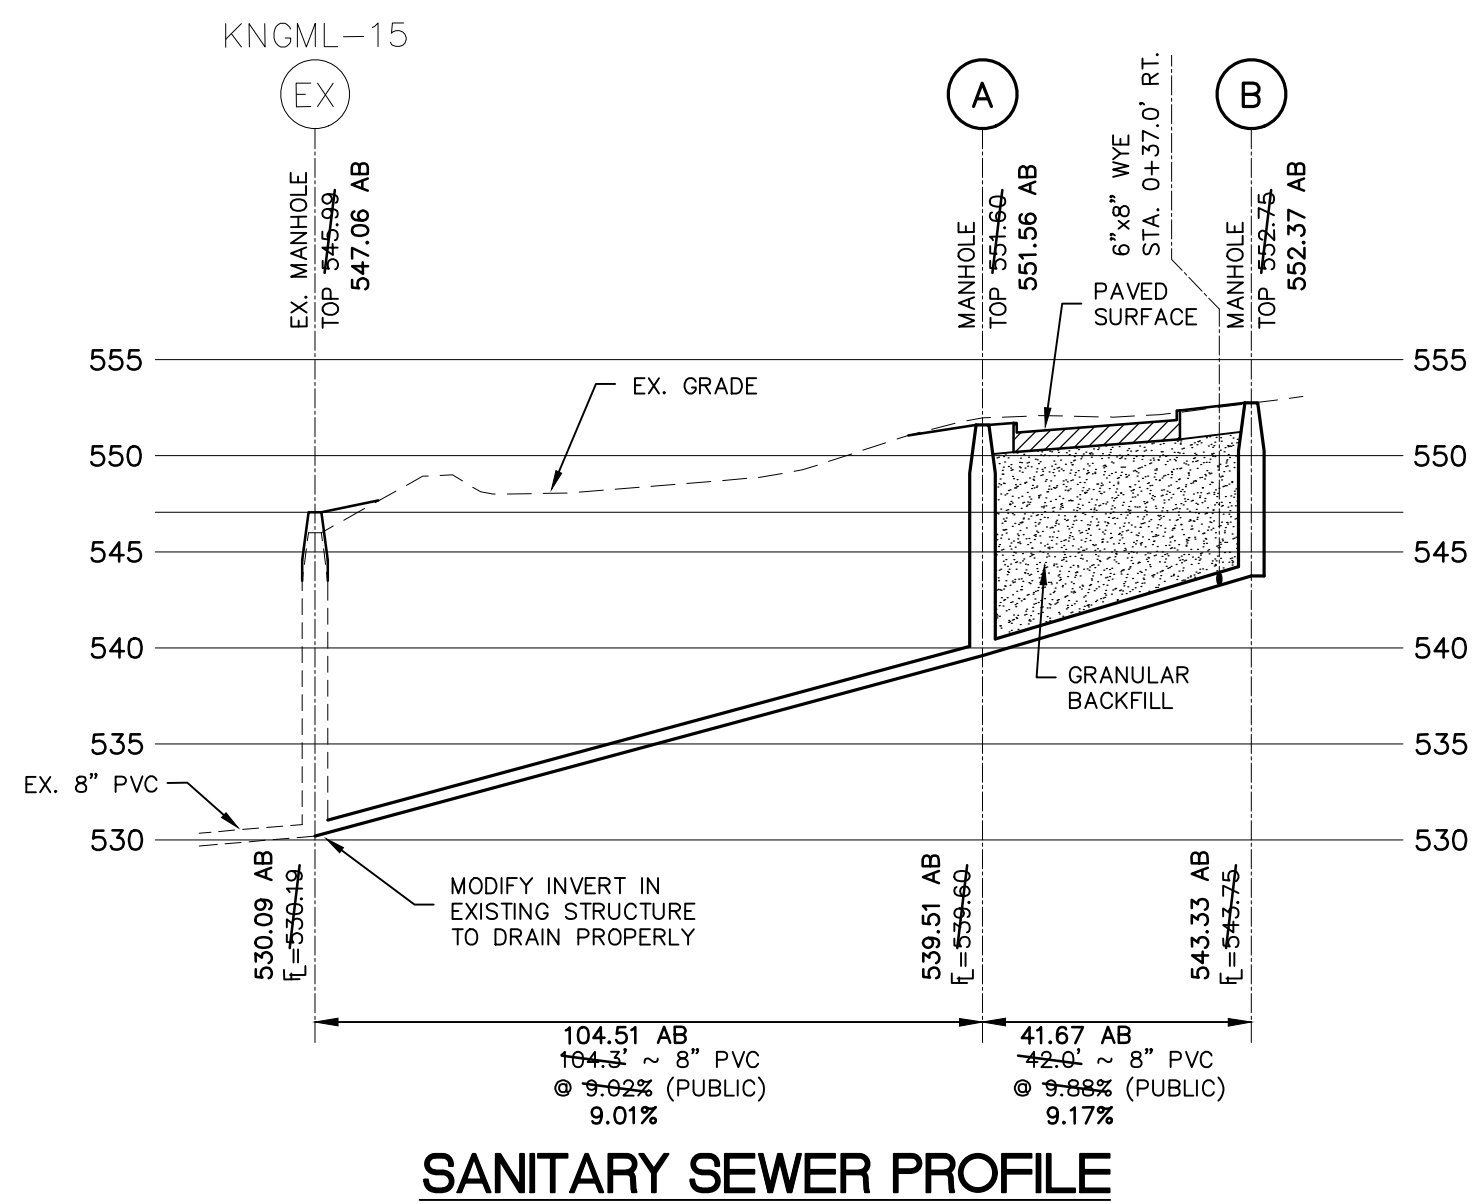 KNGML-15
EX
A
B
EX. MANHOLE
TOP 545.99
547.06 AB
MANHOLE
TOP 551.60
551.56 AB
6"x8" WYE
STA. 0+37.0' RT.
MANHOLE
TOP 552.75
552.37 AB
PAVED
SURFACE
555
555
EX. GRADE
550
550
545
545
540
540
GRANULAR
BACKFILL
535
535
EX. 8" PVC
530
530
530.09 AB
FL=530.19
MODIFY INVERT IN
EXISTING STRUCTURE
TO DRAIN PROPERLY
539.51 AB
FL=539.60
543.33 AB
FL=543.75
104.51 AB
104.3' ~ 8" PVC
@ 9.02% (PUBLIC)
9.01%
41.67 AB
42.0' ~ 8" PVC
@ 9.88% (PUBLIC)
9.17%
SANITARY SEWER PROFILE